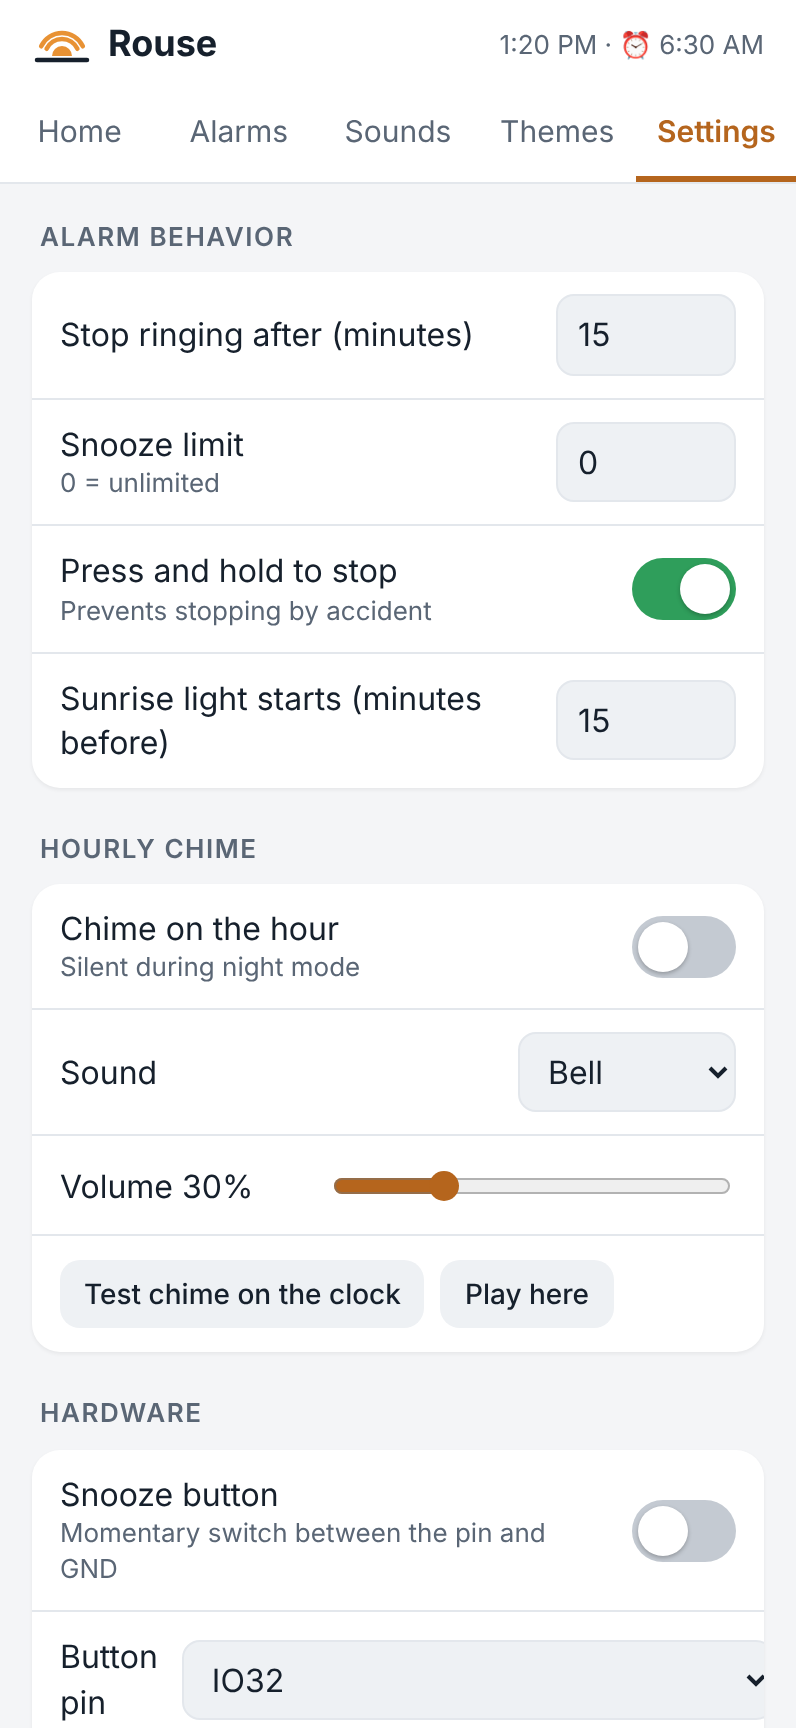 Rouse
1:20 PM · ⏰ 6:30 AM
Home Alarms Sounds Themes Settings
ALARM BEHAVIOR
Stop ringing after (minutes)
15
Snooze limit
0 = unlimited
0
Press and hold to stop
Prevents stopping by accident
Sunrise light starts (minutes
before)
15
HOURLY CHIME
Chime on the hour
Silent during night mode
Sound
Bell
Volume 30%
Test chime on the clock
Play here
HARDWARE
Snooze button
Momentary switch between the pin and
GND
Button
pin
IO32